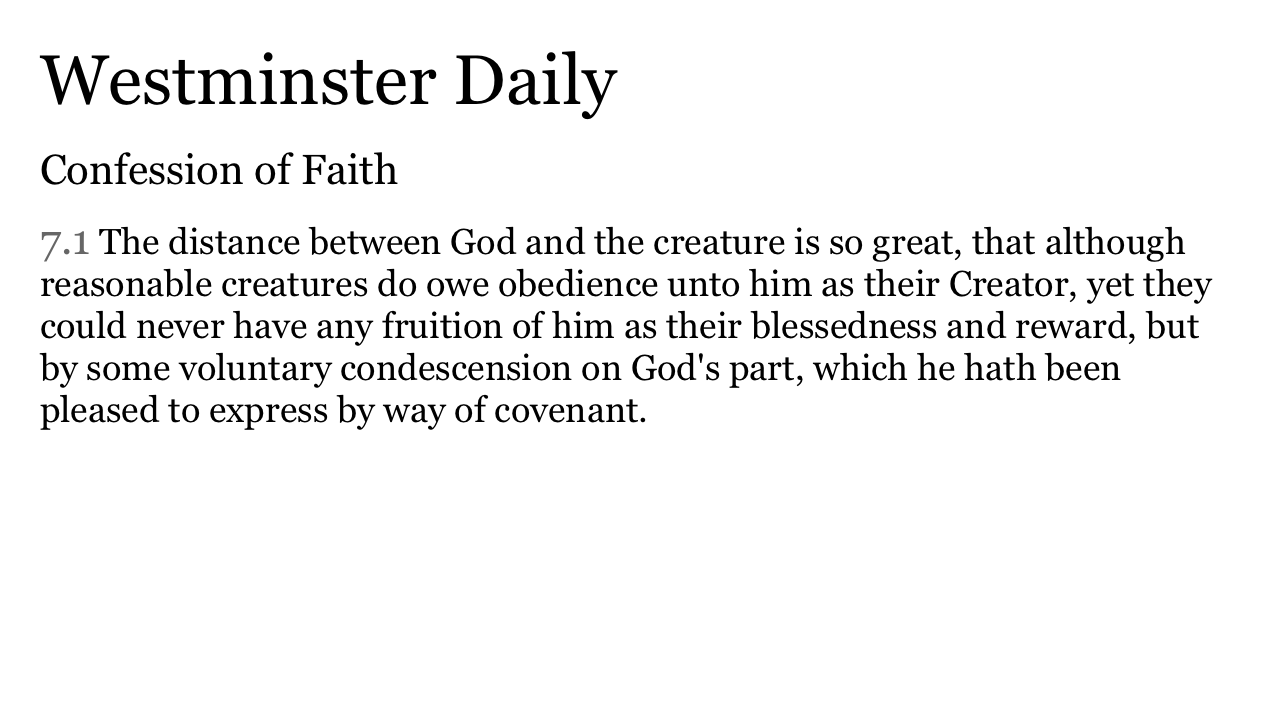 Westminster Daily
Confession of Faith
7.1 The distance between God and the creature is so great, that although
reasonable creatures do owe obedience unto him as their Creator, yet they
could never have any fruition of him as their blessedness and reward, but
by some voluntary condescension on God's part, which he hath been
pleased to express by way of covenant.